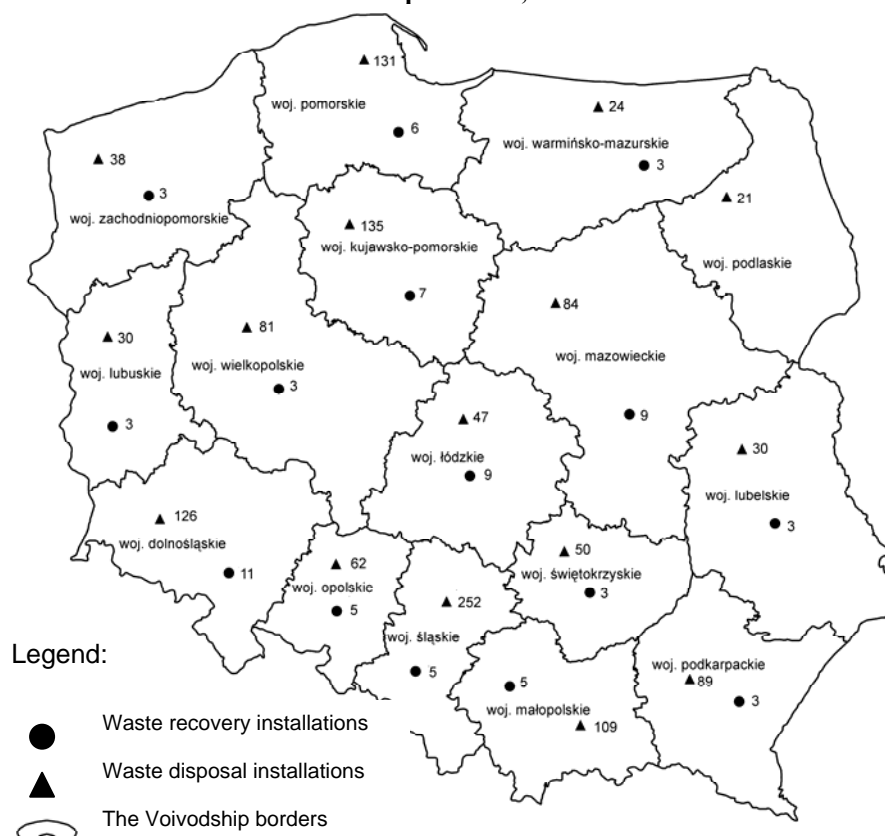 131
woj. pomorskie
6
24
woj. warmińsko-mazurskie
3
38
3
woj. zachodniopomorskie
135
woj. kujawsko-pomorskie
7
21
woj. podlaskie
84
woj. mazowieckie
9
30
woj. lubuskie
3
81
woj. wielkopolskie
3
47
woj. łódzkie
9
30
woj. lubelskie
3
126
woj. dolnośląskie
11
62
woj. opolskie
5
252
woj. śląskie
5
50
woj. świętokrzyskie
3
5
woj. małopolskie
109
woj. podkarpackie
89
3
Legend:
Waste recovery installations
Waste disposal installations
The Voivodship borders